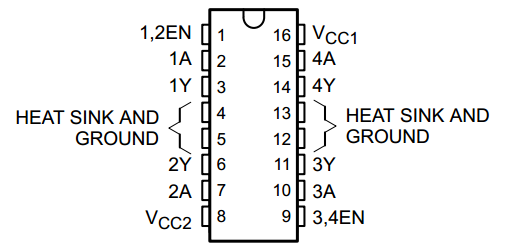 1,2EN 1 16 VCC1
1A 2 15 4A
1Y 3 14 4Y
HEAT SINK AND 4 13 HEAT SINK AND
GROUND 5 12 GROUND
2Y 6 11 3Y
2A 7 10 3A
VCC2 8 9 3,4EN